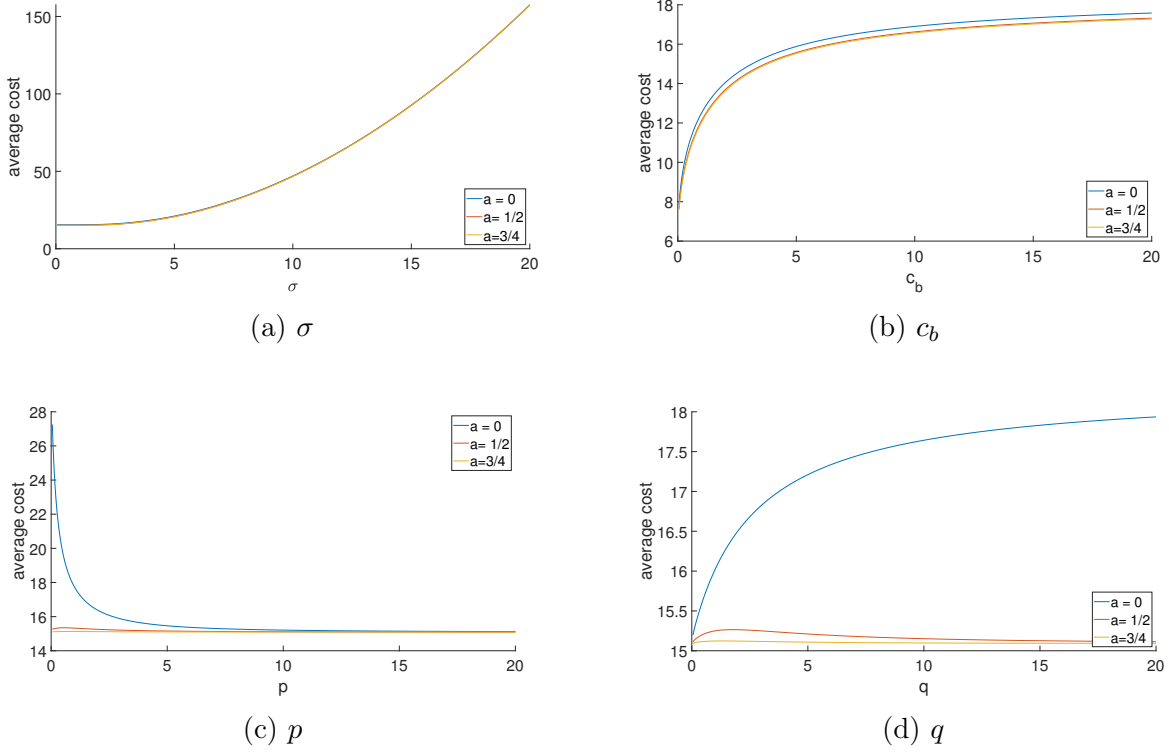 150
100
50
0
0
5
10
15
20
average cost
σ
a = 0
a= 1/2
a=3/4
(a) σ
18
16
14
12
10
8
6
0
5
10
15
20
average cost
c_b
a = 0
a= 1/2
a=3/4
(b) c_b
28
26
24
22
20
18
16
14
0
5
10
15
20
average cost
p
a = 0
a= 1/2
a=3/4
(c) p
18
17.5
17
16.5
16
15.5
15
0
5
10
15
20
average cost
q
a = 0
a= 1/2
a=3/4
(d) q